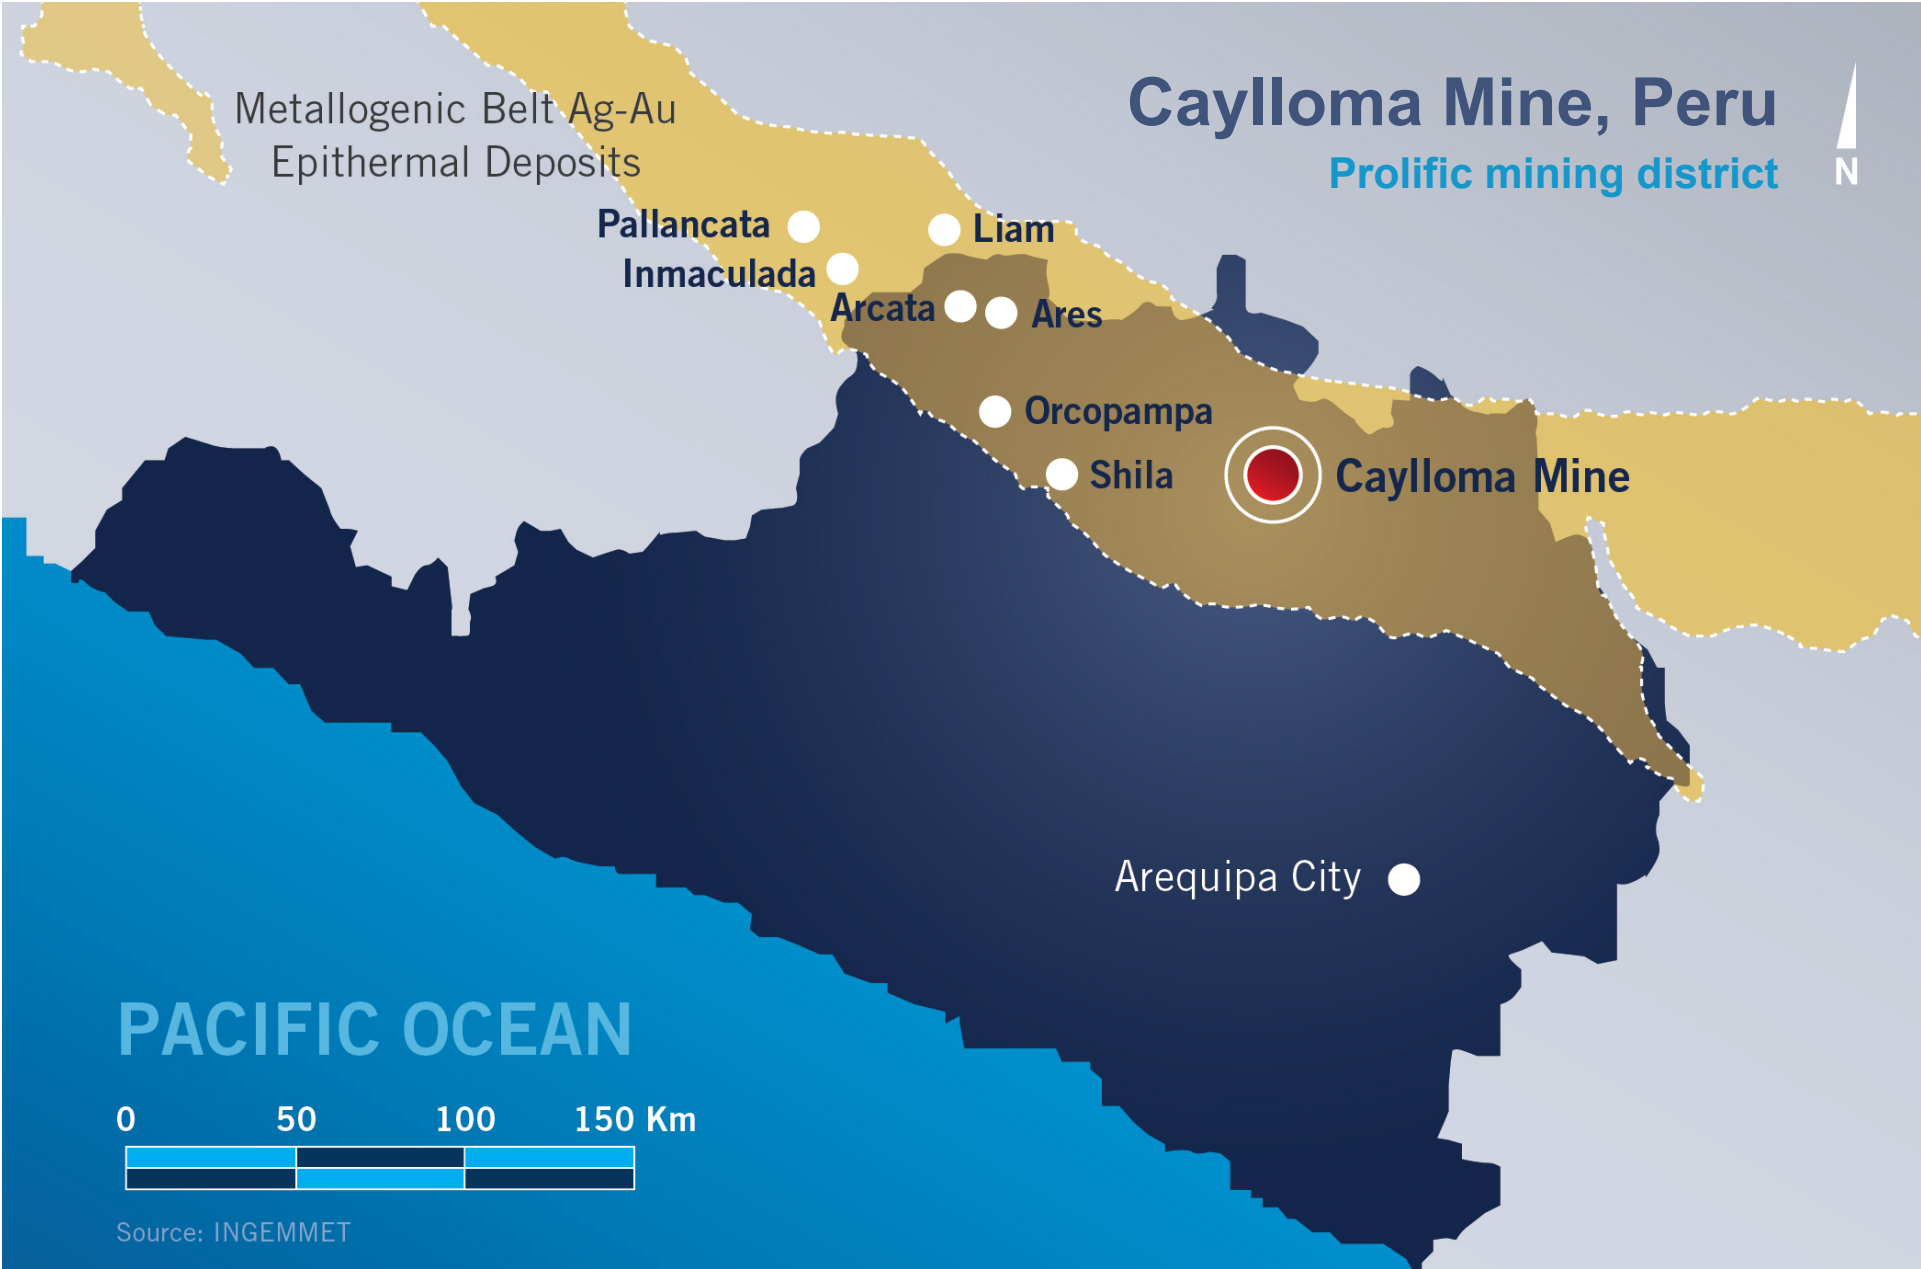 Caylloma Mine, Peru
Prolific mining district
N
Metallogenic Belt Ag-Au
Epithermal Deposits
Pallancata
Liam
Inmaculada
Arcata
Ares
Orcopampa
Shila
Caylloma Mine
Arequipa City
PACIFIC OCEAN
0 50 100 150 Km
Source: INGEMMET